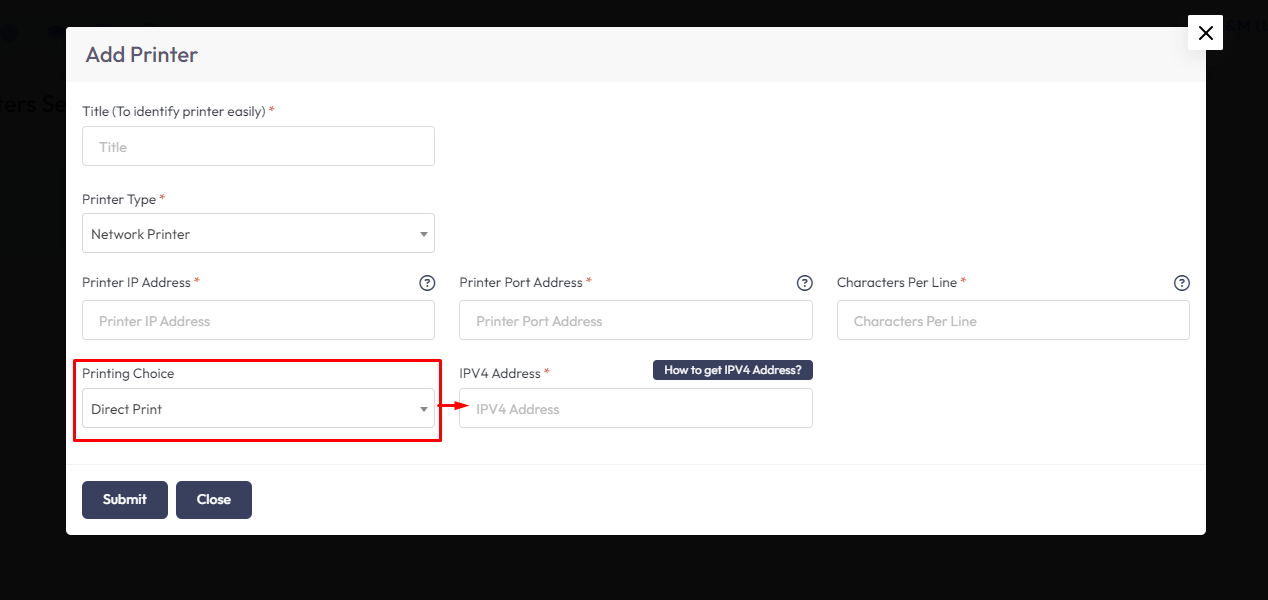 Add Printer
Title (To identify printer easily) *
Title
Printer Type *
Network Printer
Printer IP Address * ?
Printer Port Address * ?
Characters Per Line * ?
Printer IP Address
Printer Port Address
Characters Per Line
Printing Choice
IPV4 Address *
How to get IPV4 Address?
Direct Print
IPV4 Address
Submit
Close